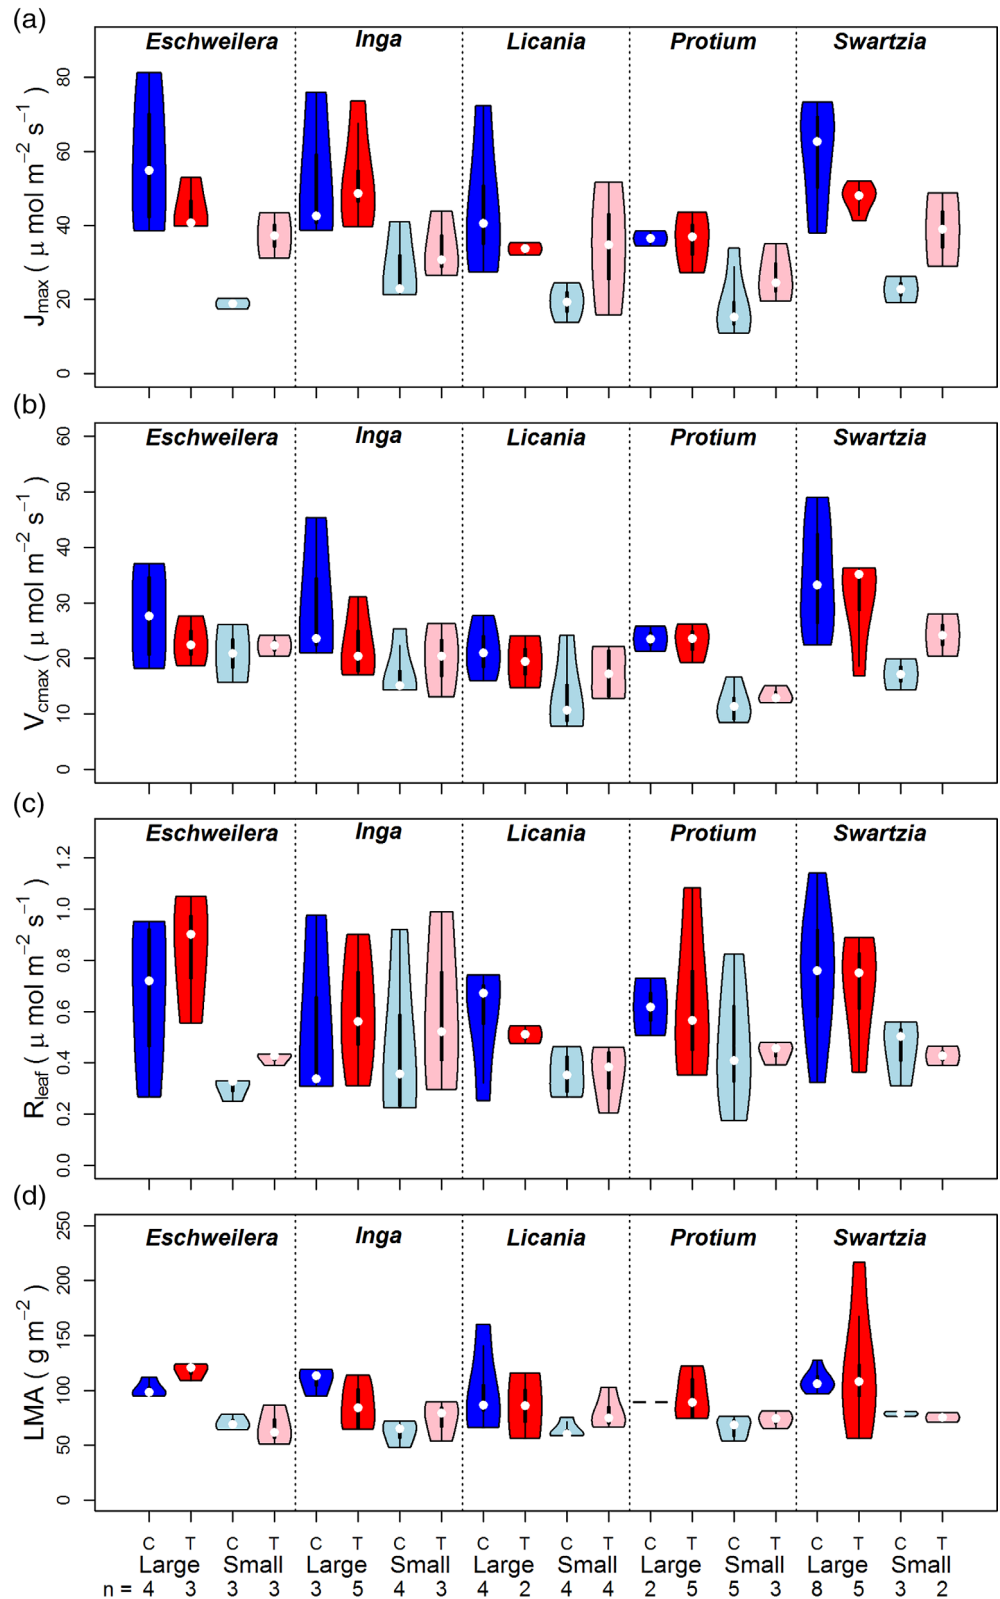 (a)
Eschweilera Inga Licania Protium Swartzia
J_max ( μ mol m⁻² s⁻¹ )
80
60
40
20
0
(b)
Eschweilera Inga Licania Protium Swartzia
V_cmax ( μ mol m⁻² s⁻¹ )
60
50
40
30
20
10
0
(c)
Eschweilera Inga Licania Protium Swartzia
R_leaf ( μ mol m⁻² s⁻¹ )
1.2
1.0
0.8
0.6
0.4
0.2
0.0
(d)
Eschweilera Inga Licania Protium Swartzia
LMA ( g m⁻² )
250
200
150
100
50
0
C T C T C T C T C T C T C T C T C T C T
Large Small Large Small Large Small Large Small Large Small
n = 4 3 3 3 3 5 4 3 4 2 4 4 2 5 5 3 8 5 3 2